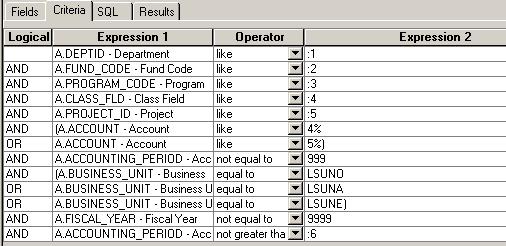 Fields Criteria SQL Results
Logical Expression 1 Operator Expression 2
A.DEPTID - Department like :1
AND A.FUND_CODE - Fund Code like :2
AND A.PROGRAM_CODE - Program like :3
AND A.CLASS_FLD - Class Field like :4
AND A.PROJECT_ID - Project like :5
AND (A.ACCOUNT - Account like 4%
OR A.ACCOUNT - Account like 5%)
AND A.ACCOUNTING_PERIOD - Acc not equal to 999
AND (A.BUSINESS_UNIT - Business equal to LSUNO
OR A.BUSINESS_UNIT - Business U equal to LSUNA
OR A.BUSINESS_UNIT - Business U equal to LSUNE)
AND A.FISCAL_YEAR - Fiscal Year not equal to 9999
AND A.ACCOUNTING_PERIOD - Acc not greater tha :6